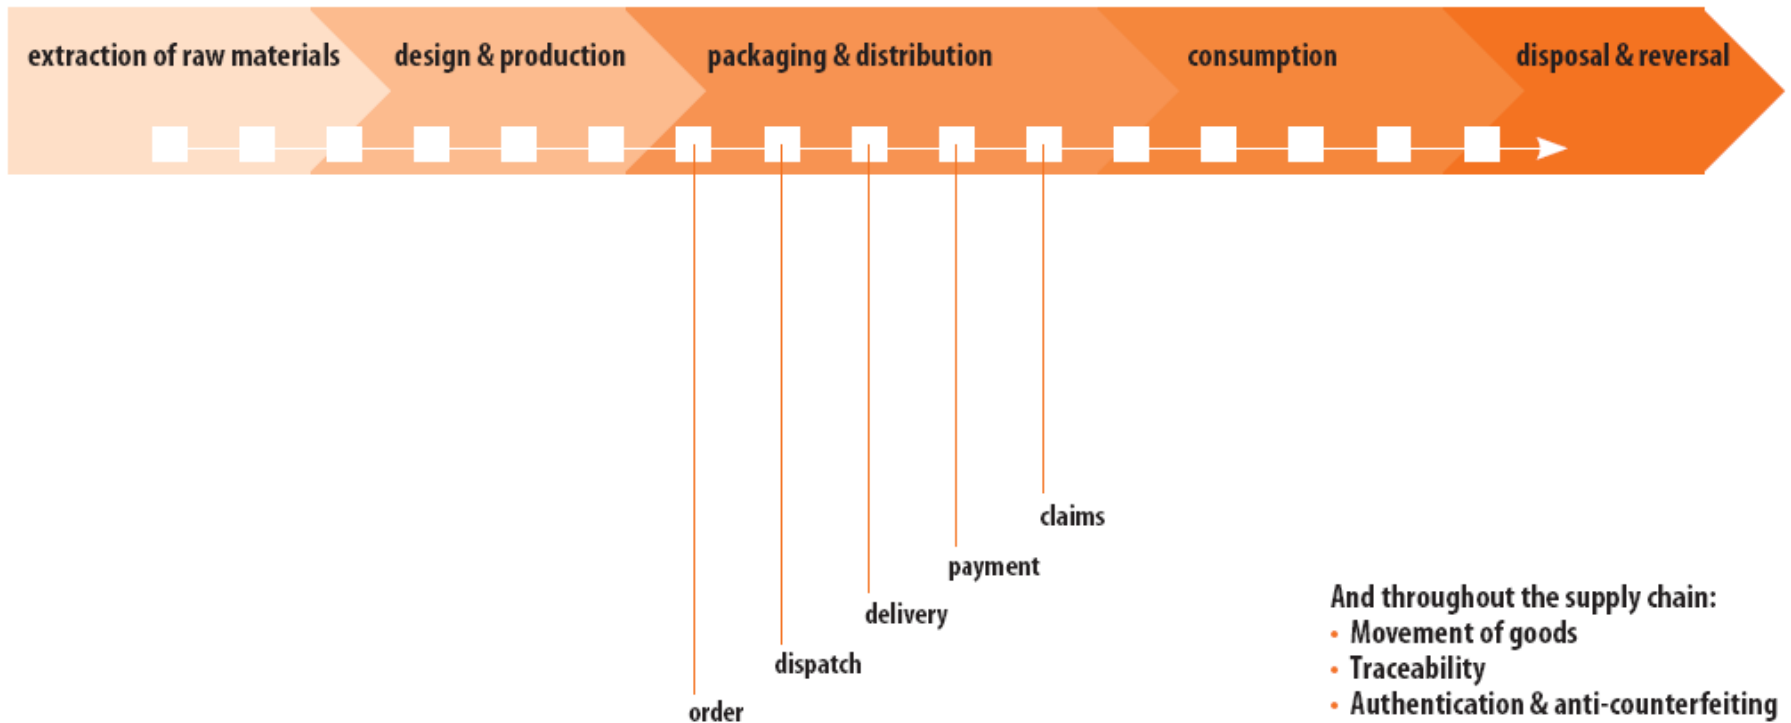 extraction of raw materials
design & production
packaging & distribution
consumption
disposal & reversal
claims
payment
delivery
dispatch
order
And throughout the supply chain:
• Movement of goods
• Traceability
• Authentication & anti-counterfeiting